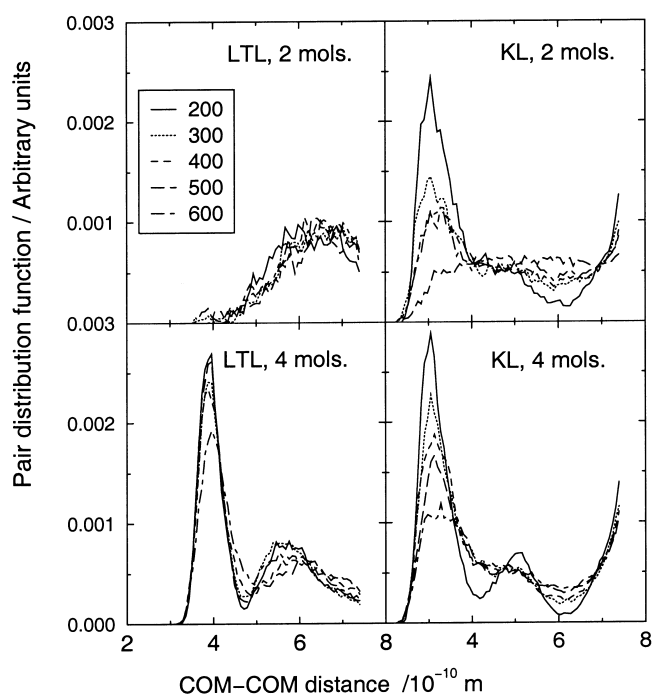 0.003
LTL, 2 mols.
KL, 2 mols.
200
300
400
500
600
0.002
0.001
0.003
LTL, 4 mols.
KL, 4 mols.
0.002
0.001
0.000
2 4 6 8 4 6 8
Pair distribution function / Arbitrary units
COM−COM distance /10⁻¹⁰ m